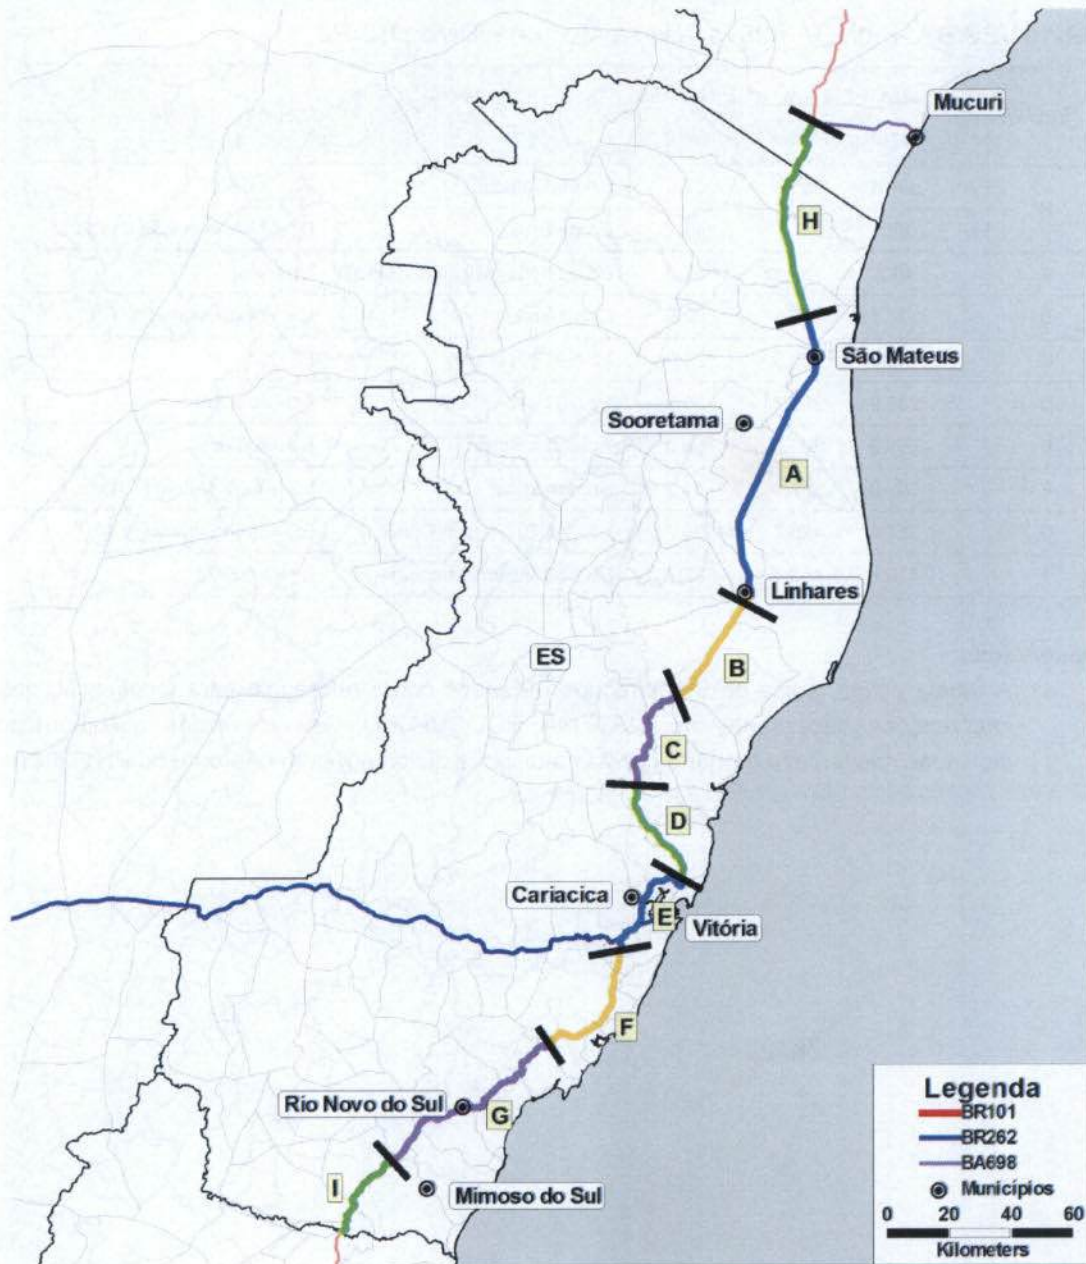 Mucuri
H
São Mateus
Sooretama
A
Linhares
ES
B
C
D
Cariacica
E
Vitória
F
Rio Novo do Sul
G
I
Mimoso do Sul
Legenda
BR101
BR262
BA698
Municípios
0 20 40 60
Kilometers